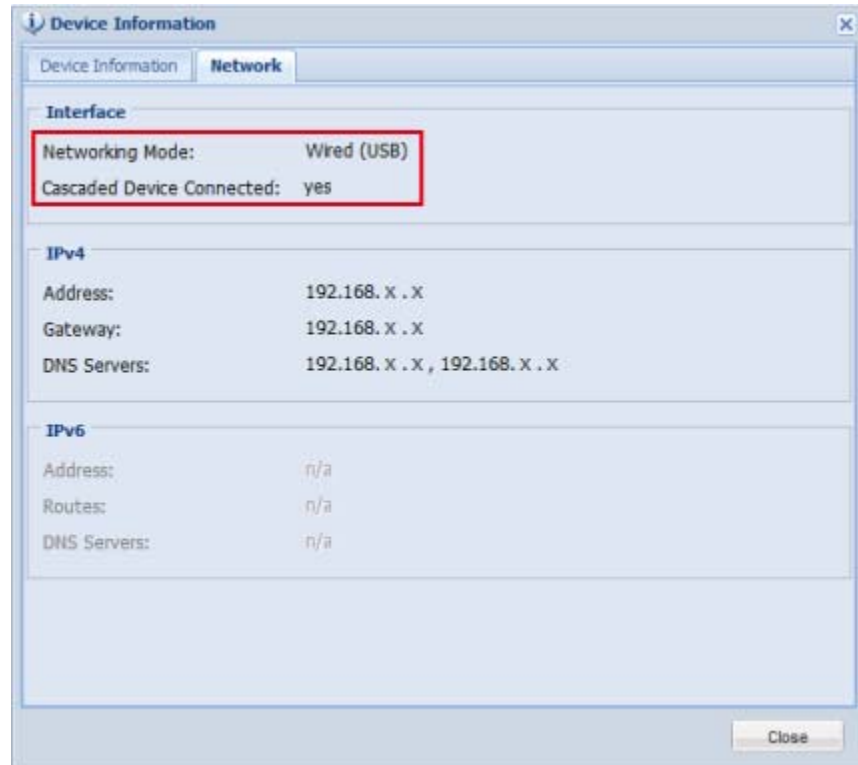 Device Information
Device Information Network
Interface
Networking Mode: Wired (USB)
Cascaded Device Connected: yes
IPv4
Address: 192.168. x . x
Gateway: 192.168. x . x
DNS Servers: 192.168. x . x , 192.168. x . x
IPv6
Address: n/a
Routes: n/a
DNS Servers: n/a
Close